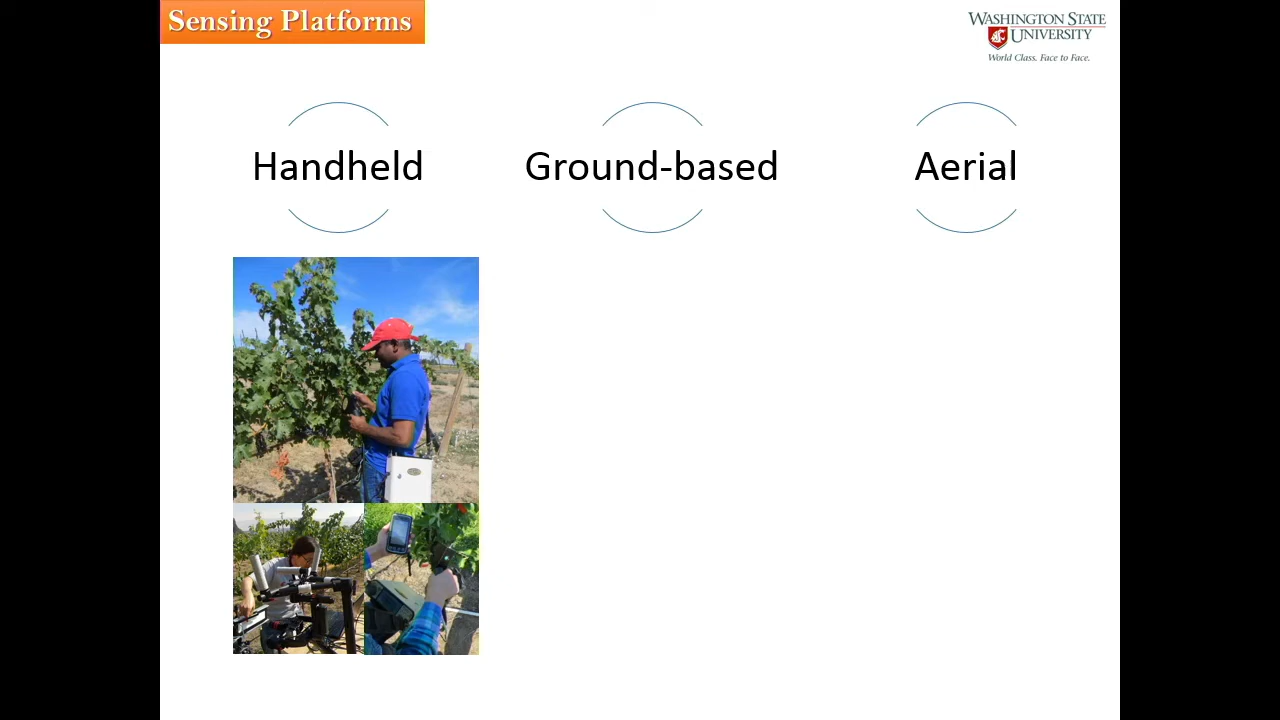 Sensing Platforms
WASHINGTON STATE
UNIVERSITY
World Class. Face to Face.
Handheld
Ground-based
Aerial